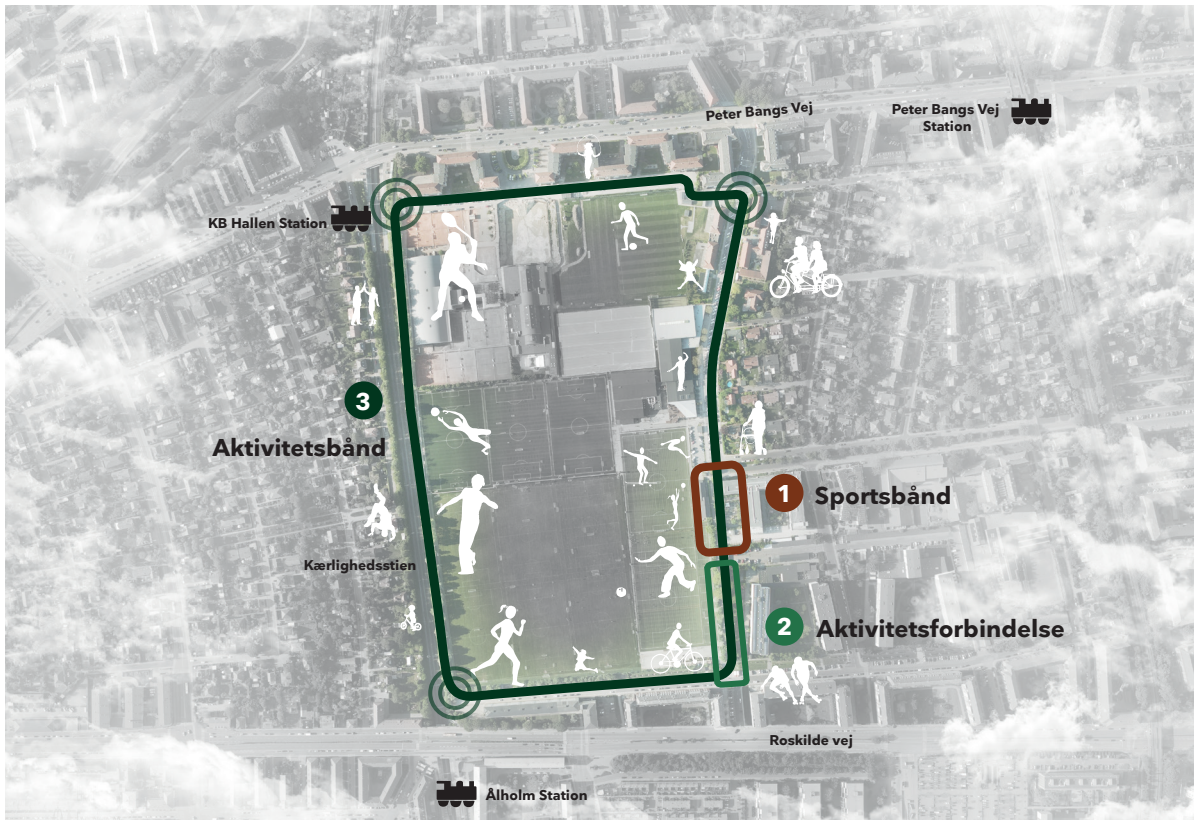 Peter Bangs Vej
Peter Bangs Vej
Station
KB Hallen Station
3
Aktivitetsbånd
1
Sportsbånd
Kærlighedsstien
2
Aktivitetsforbindelse
Roskilde vej
Ålholm Station